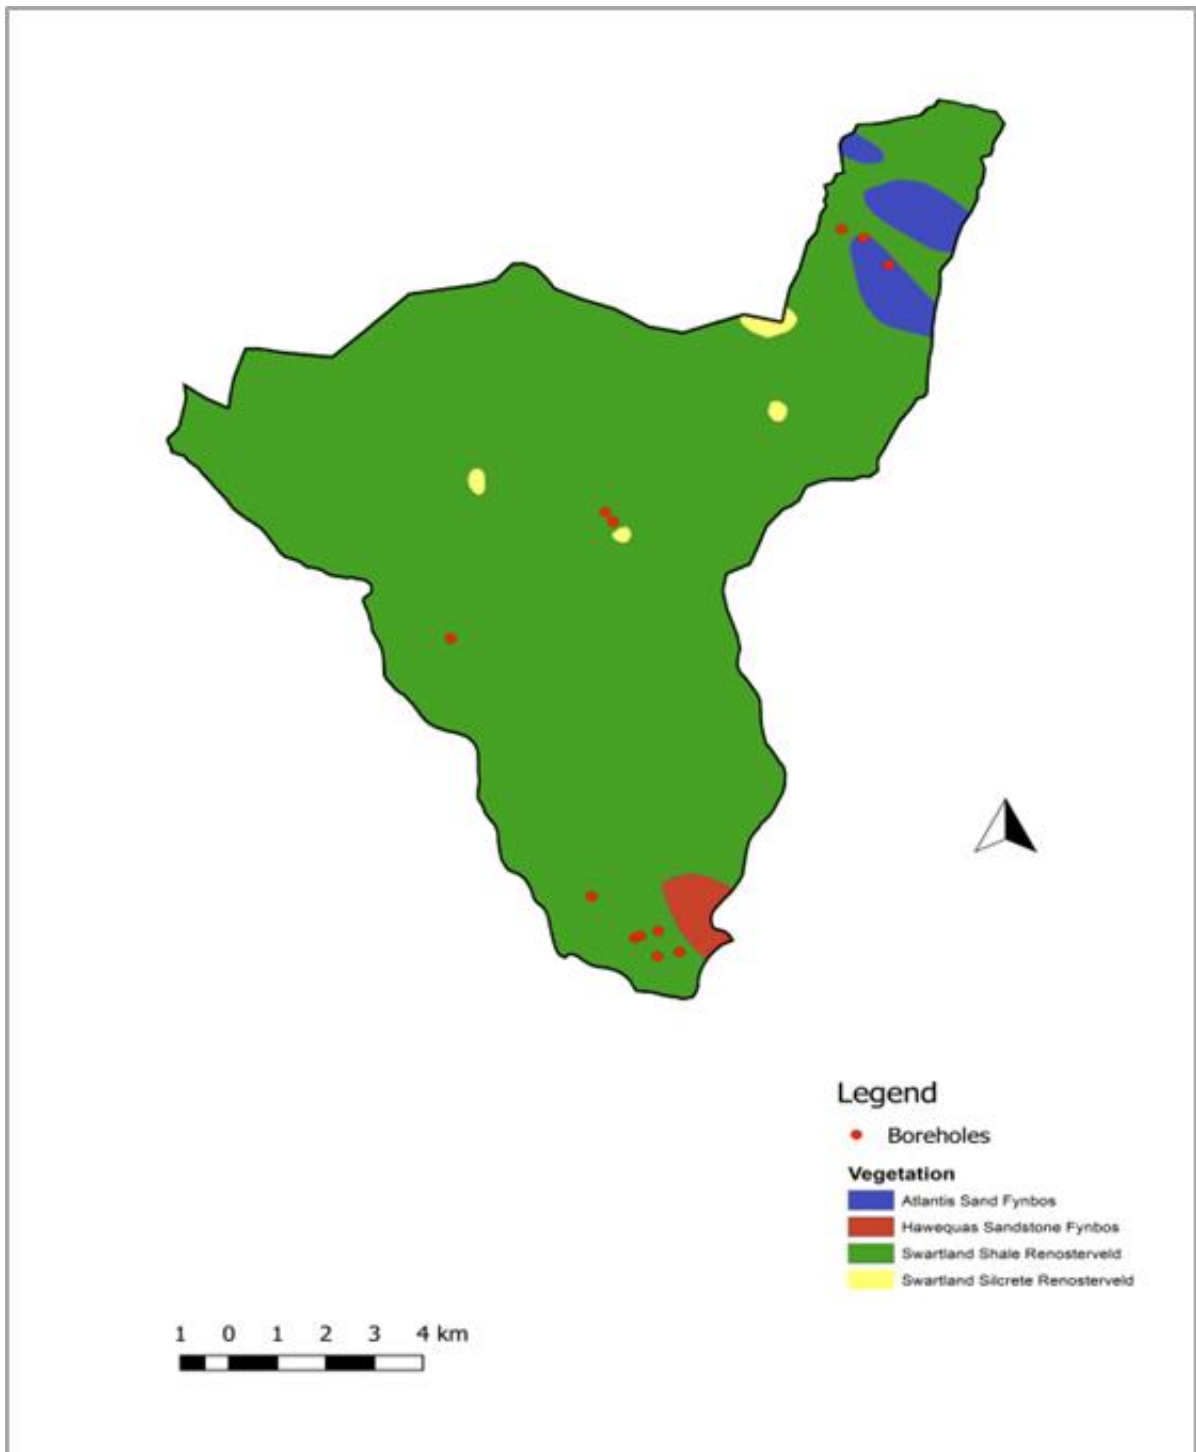 Legend
Boreholes
Vegetation
Atlantis Sand Fynbos
Hawequas Sandstone Fynbos
Swartland Shale Renosterveld
Swartland Silcrete Renosterveld
1 0 1 2 3 4 km